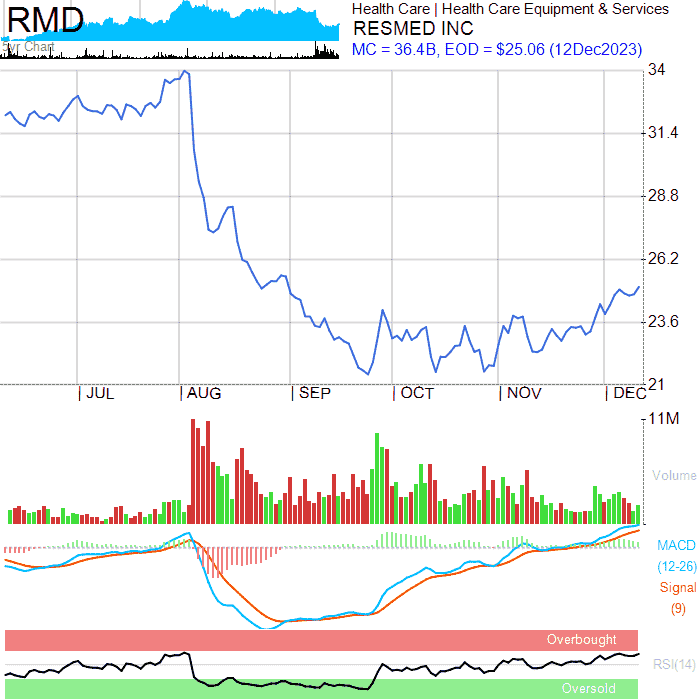 RMD
5yr Chart
Health Care | Health Care Equipment & Services
RESMED INC
MC = 36.4B, EOD = $25.06 (12Dec2023)
34
31.4
28.8
26.2
23.6
21
JUL
AUG
SEP
OCT
NOV
DEC
11M
Volume
MACD
(12-26)
Signal
(9)
Overbought
RSI(14)
Oversold